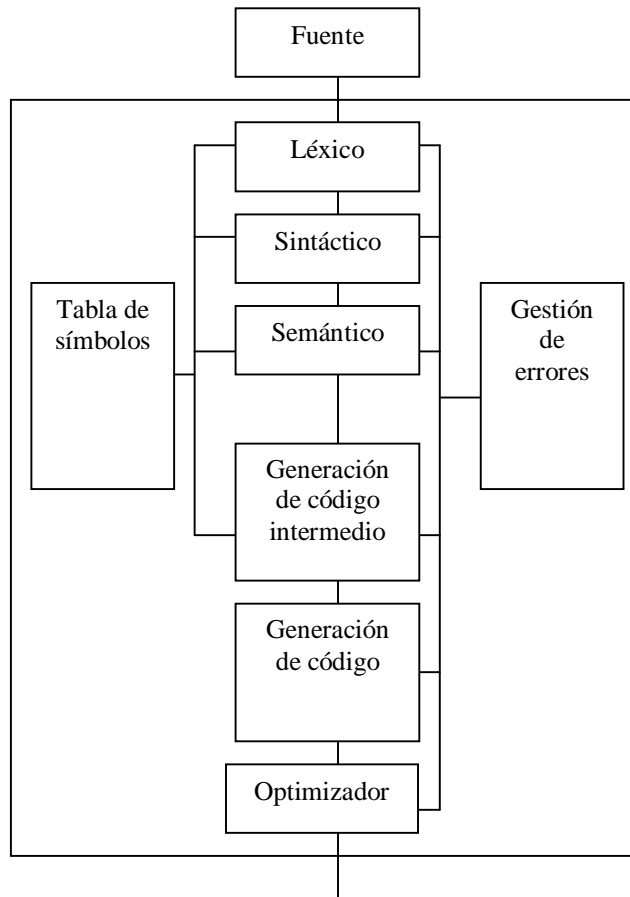 Fuente
Léxico
Sintáctico
Tabla de
símbolos
Semántico
Gestión
de
errores
Generación
de código
intermedio
Generación
de código
Optimizador